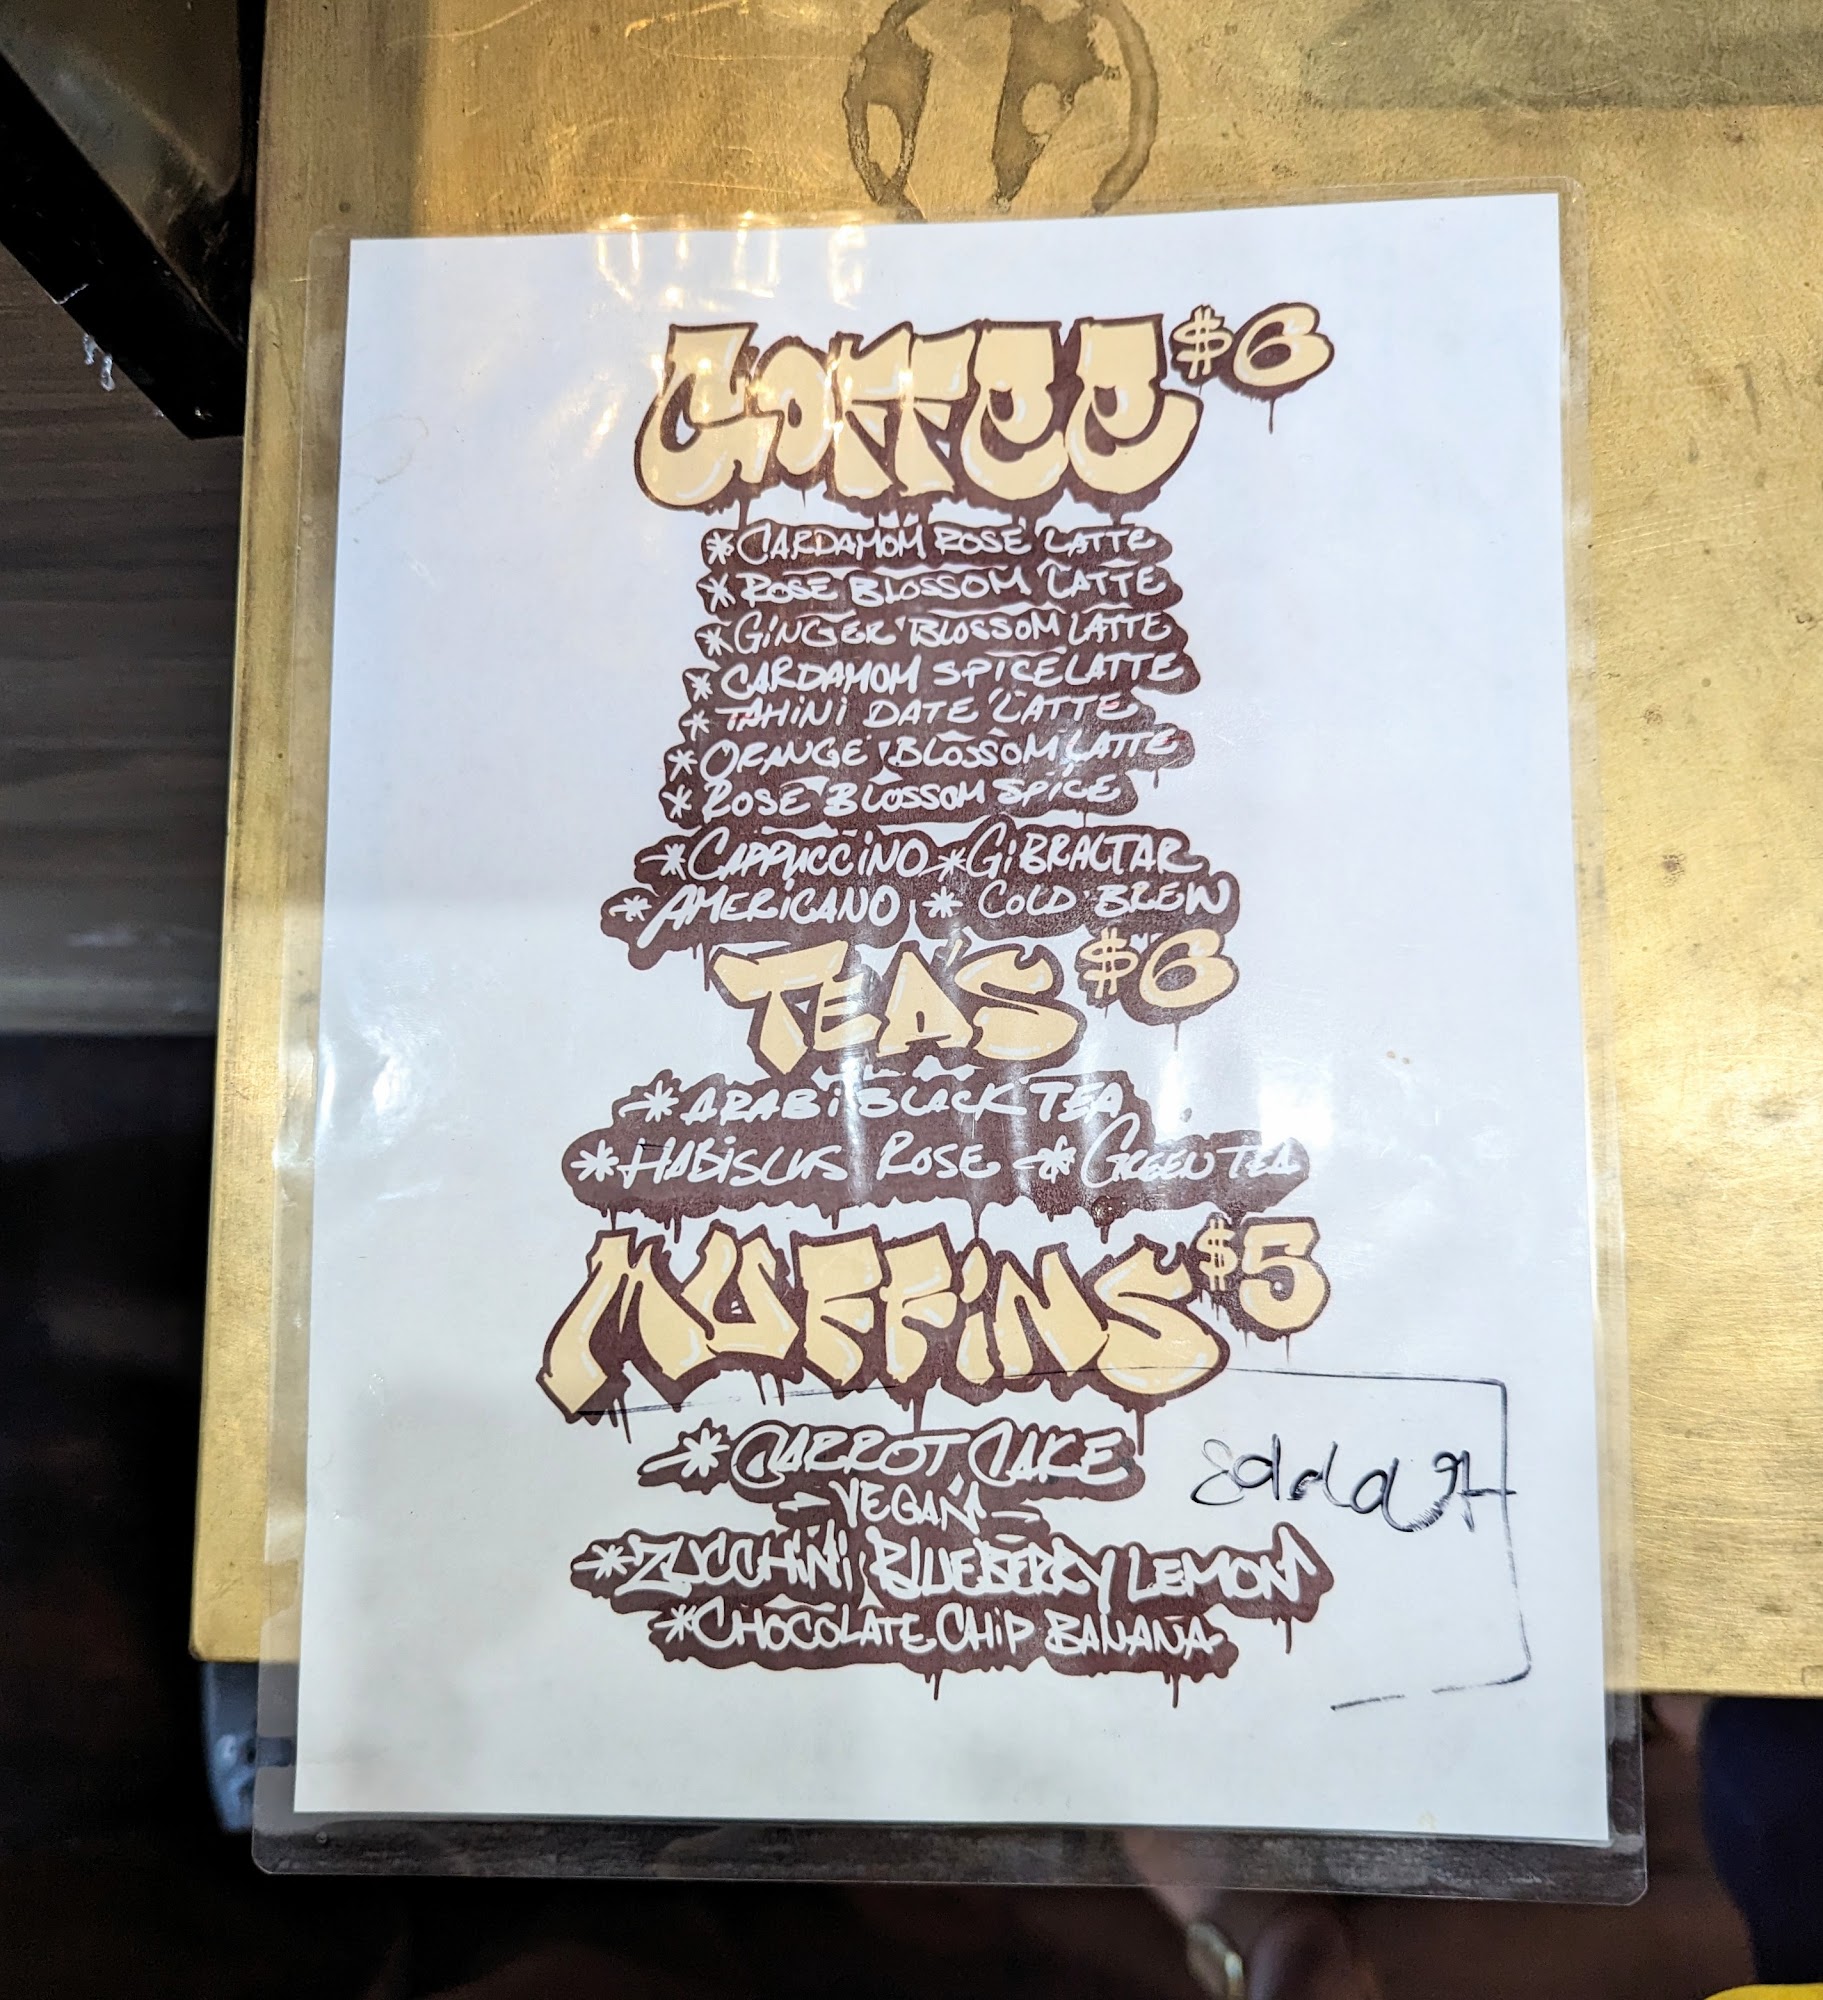 COFFEE $6
* CARDAMOM ROSE LATTE
* ROSE BLOSSOM LATTE
* GINGER BLOSSOM LATTE
* CARDAMOM SPICE LATTE
* TAHINI DATE LATTE
* ORANGE BLOSSOM LATTE
* ROSE BLOSSOM SPICE
* CAPPUCCINO * GIBRALTAR
* AMERICANO * COLD BREW
TEA'S $6
* ARABI BLACK TEA
* HABISCUS ROSE * GREEN TEA
MUFFINS $5
* CARROT CAKE
- VEGAN -
* ZUCCHINI BLUEBERRY LEMON
* CHOCOLATE CHIP BANANA